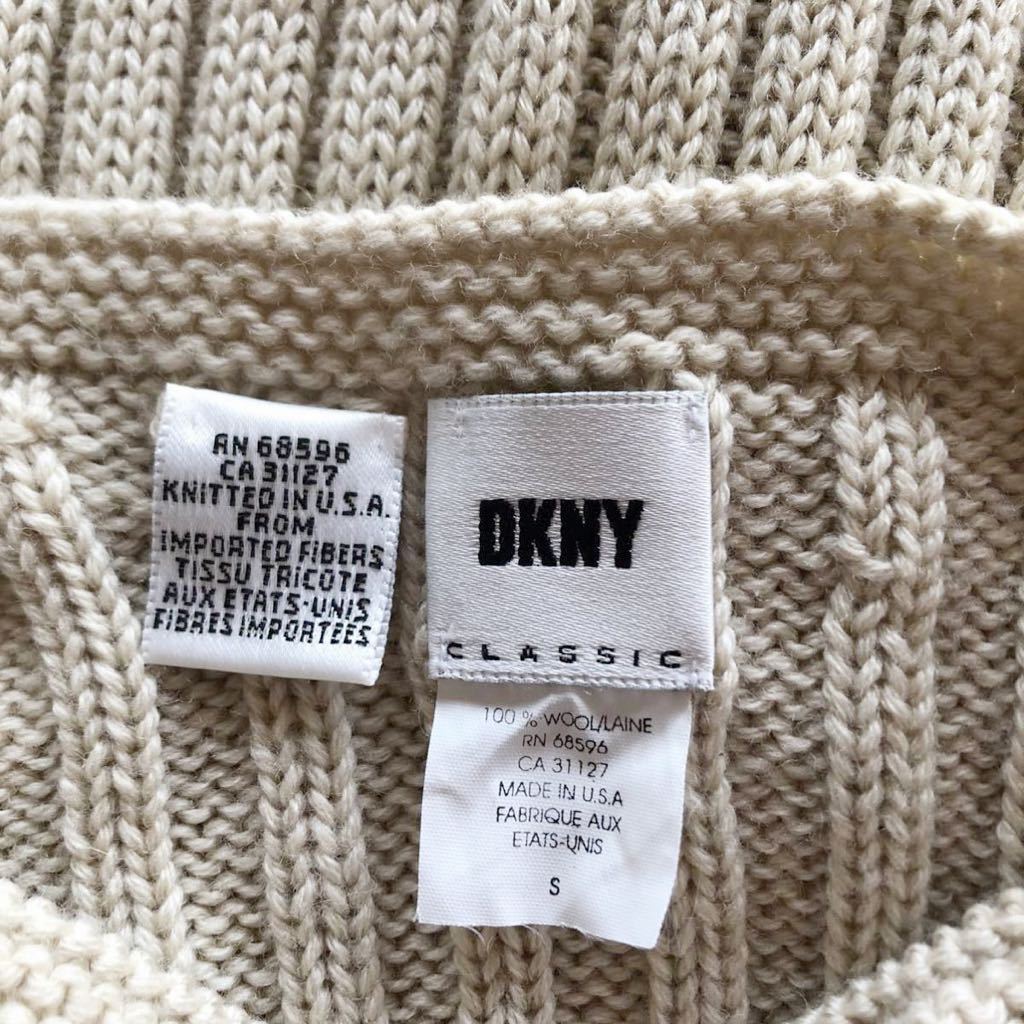 RN 68596
CA 31127
KNITTED IN U.S.A.
FROM
IMPORTED FIBERS
TISSU TRICOTE
AUX ETATS-UNIS
FIBRES IMPORTEES
DKNY
CLASSIC
100 % WOOL/LAINE
RN 68596
CA 31127
MADE IN U.S.A
FABRIQUE AUX
ETATS-UNIS
S